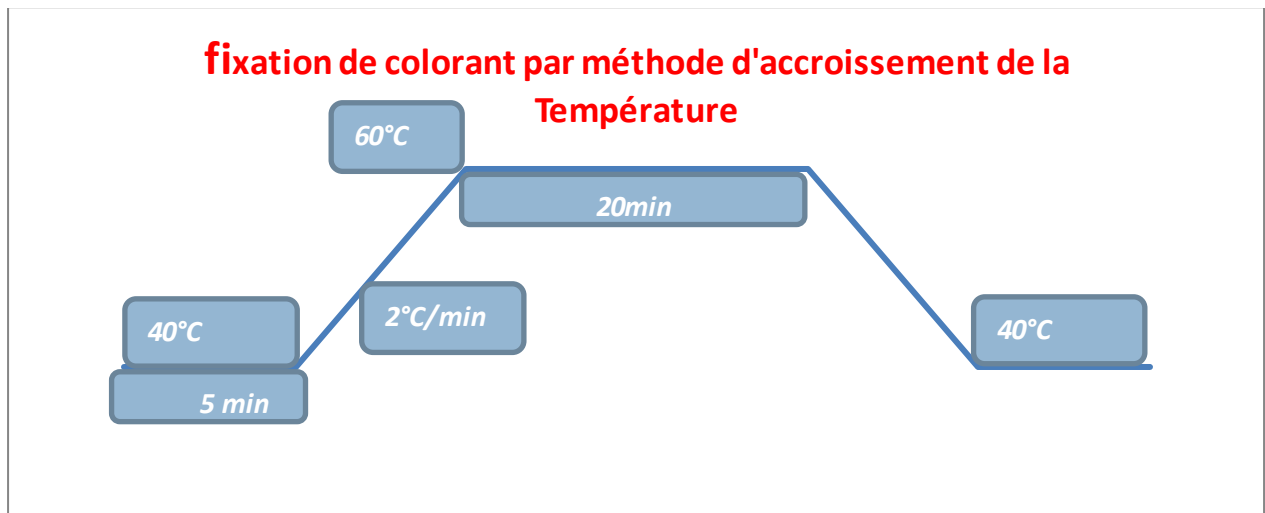 fixation de colorant par méthode d'accroissement de la
Température
60°C
20min
2°C/min
40°C
40°C
5 min